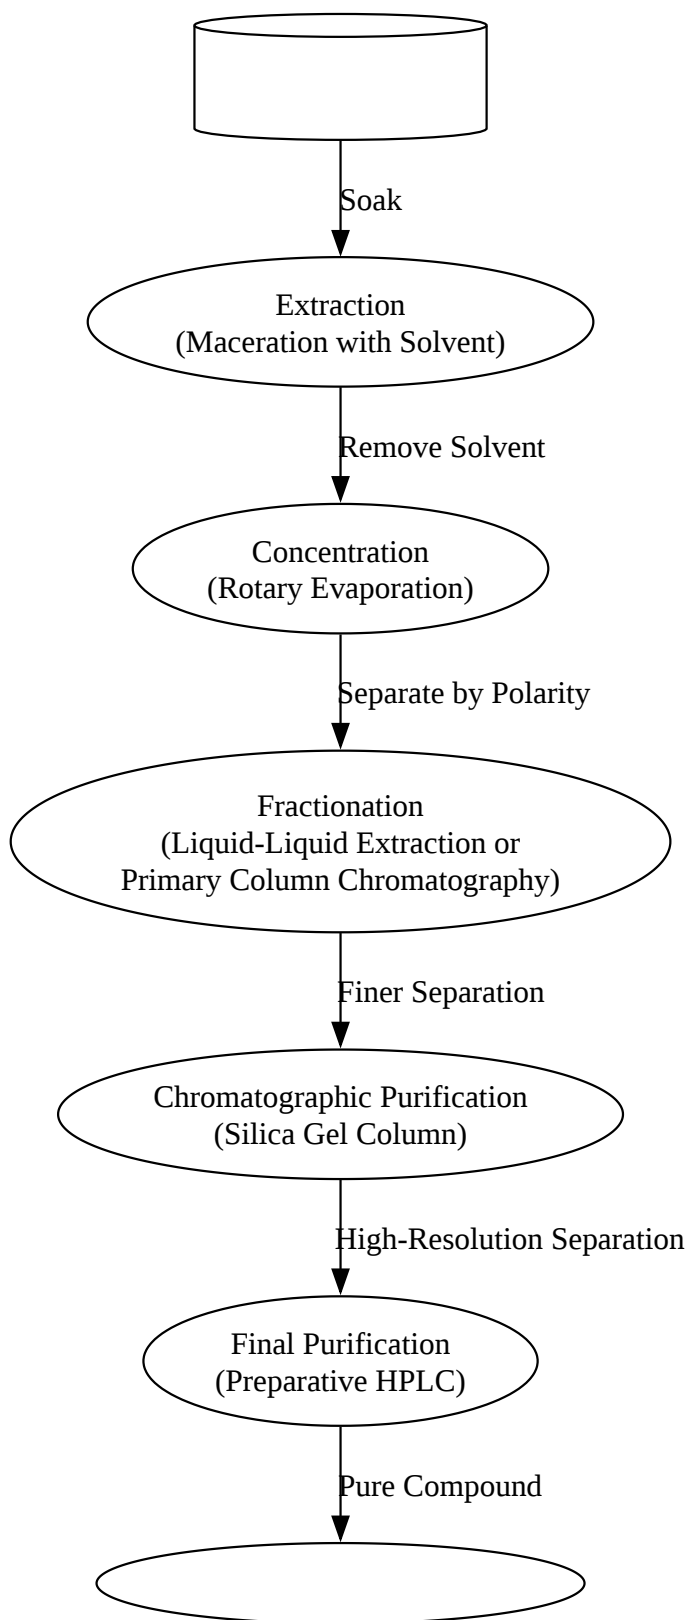 Soak
Extraction
(Maceration with Solvent)
Remove Solvent
Concentration
(Rotary Evaporation)
Separate by Polarity
Fractionation
(Liquid-Liquid Extraction or
Primary Column Chromatography)
Finer Separation
Chromatographic Purification
(Silica Gel Column)
High-Resolution Separation
Final Purification
(Preparative HPLC)
Pure Compound